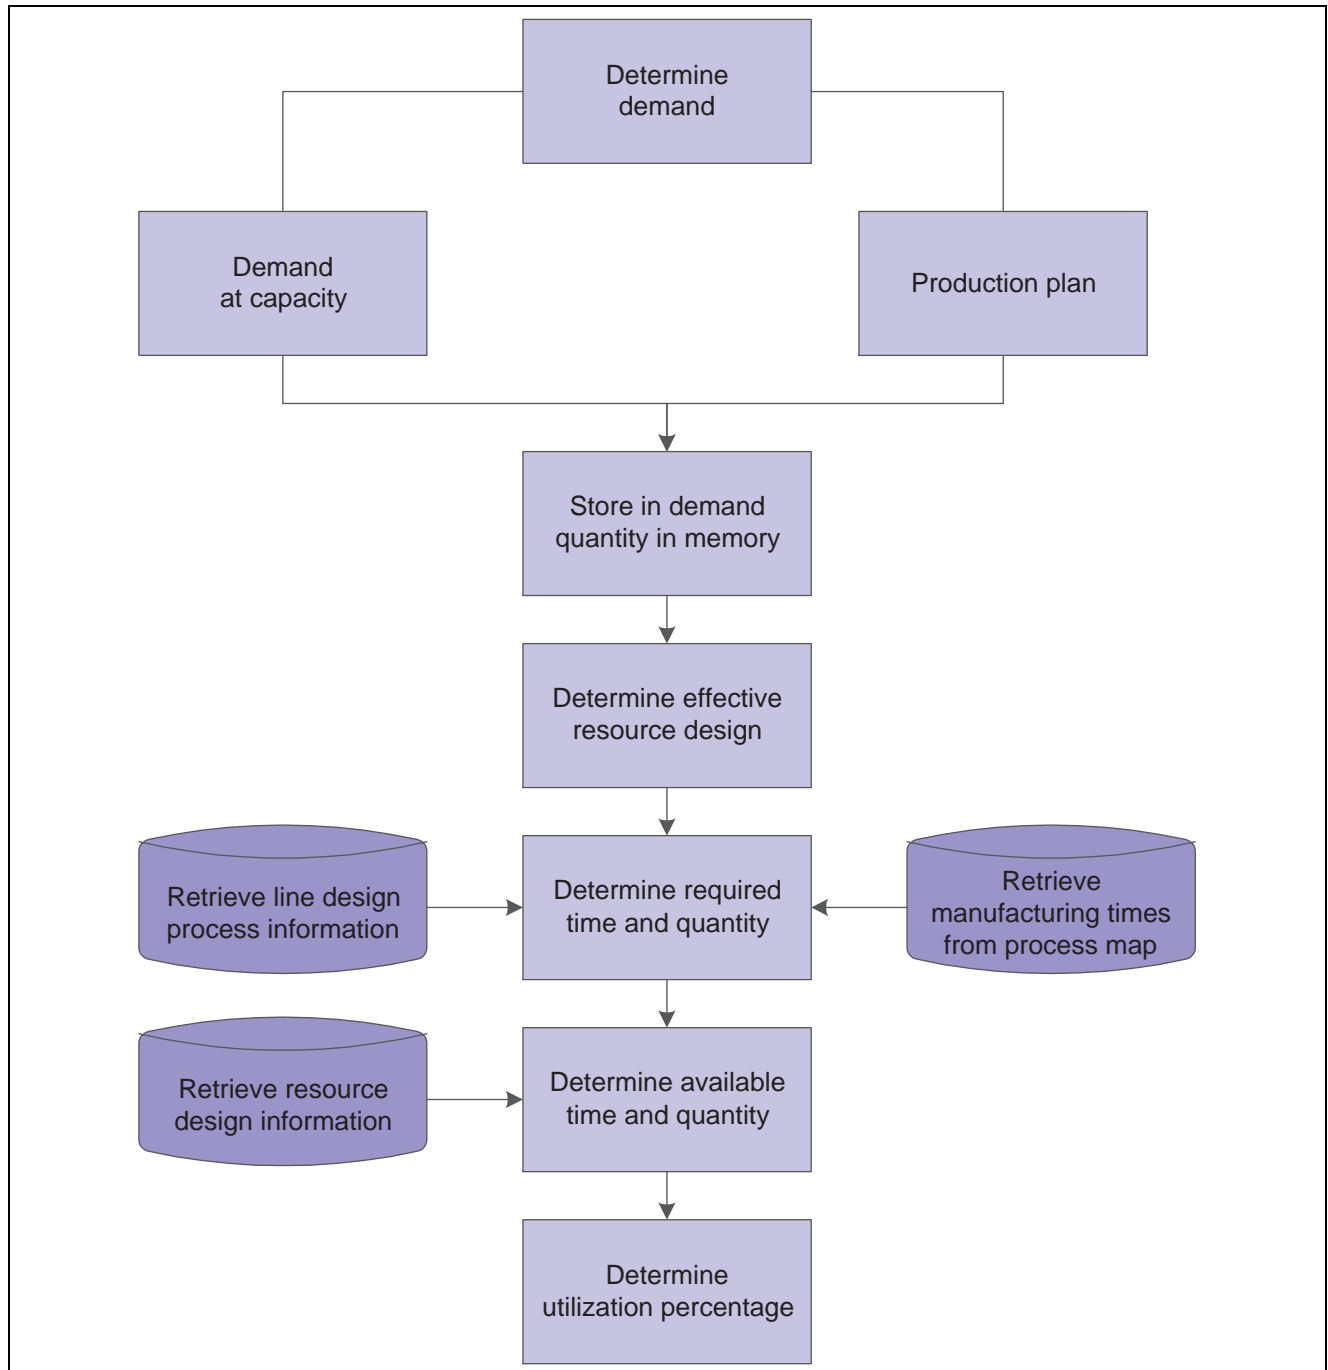 Determine
demand
Demand
at capacity
Production plan
Store in demand
quantity in memory
Determine effective
resource design
Retrieve line design
process information
Determine required
time and quantity
Retrieve
manufacturing times
from process map
Retrieve resource
design information
Determine available
time and quantity
Determine
utilization percentage